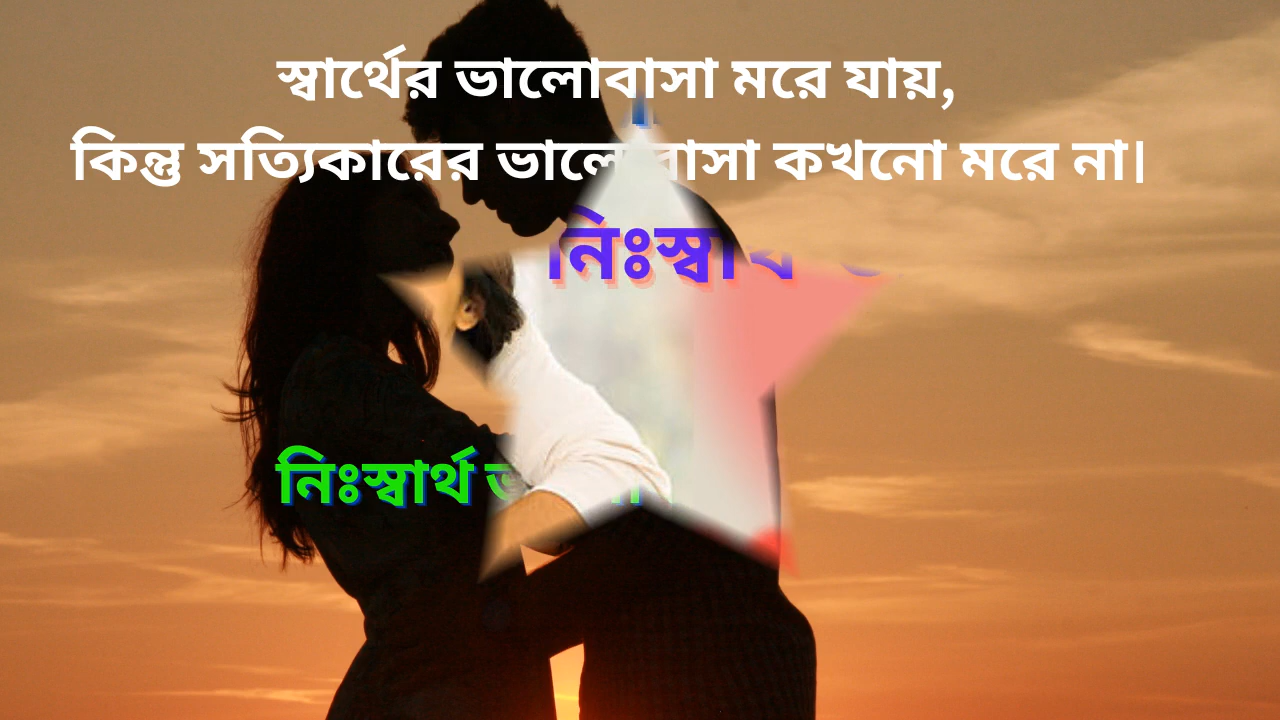 স্বার্থের ভালোবাসা মরে যায়,
কিন্তু সত্যিকারের ভালোবাসা কখনো মরে না।
নিঃস্বার্থ
নিঃস্বার্থ